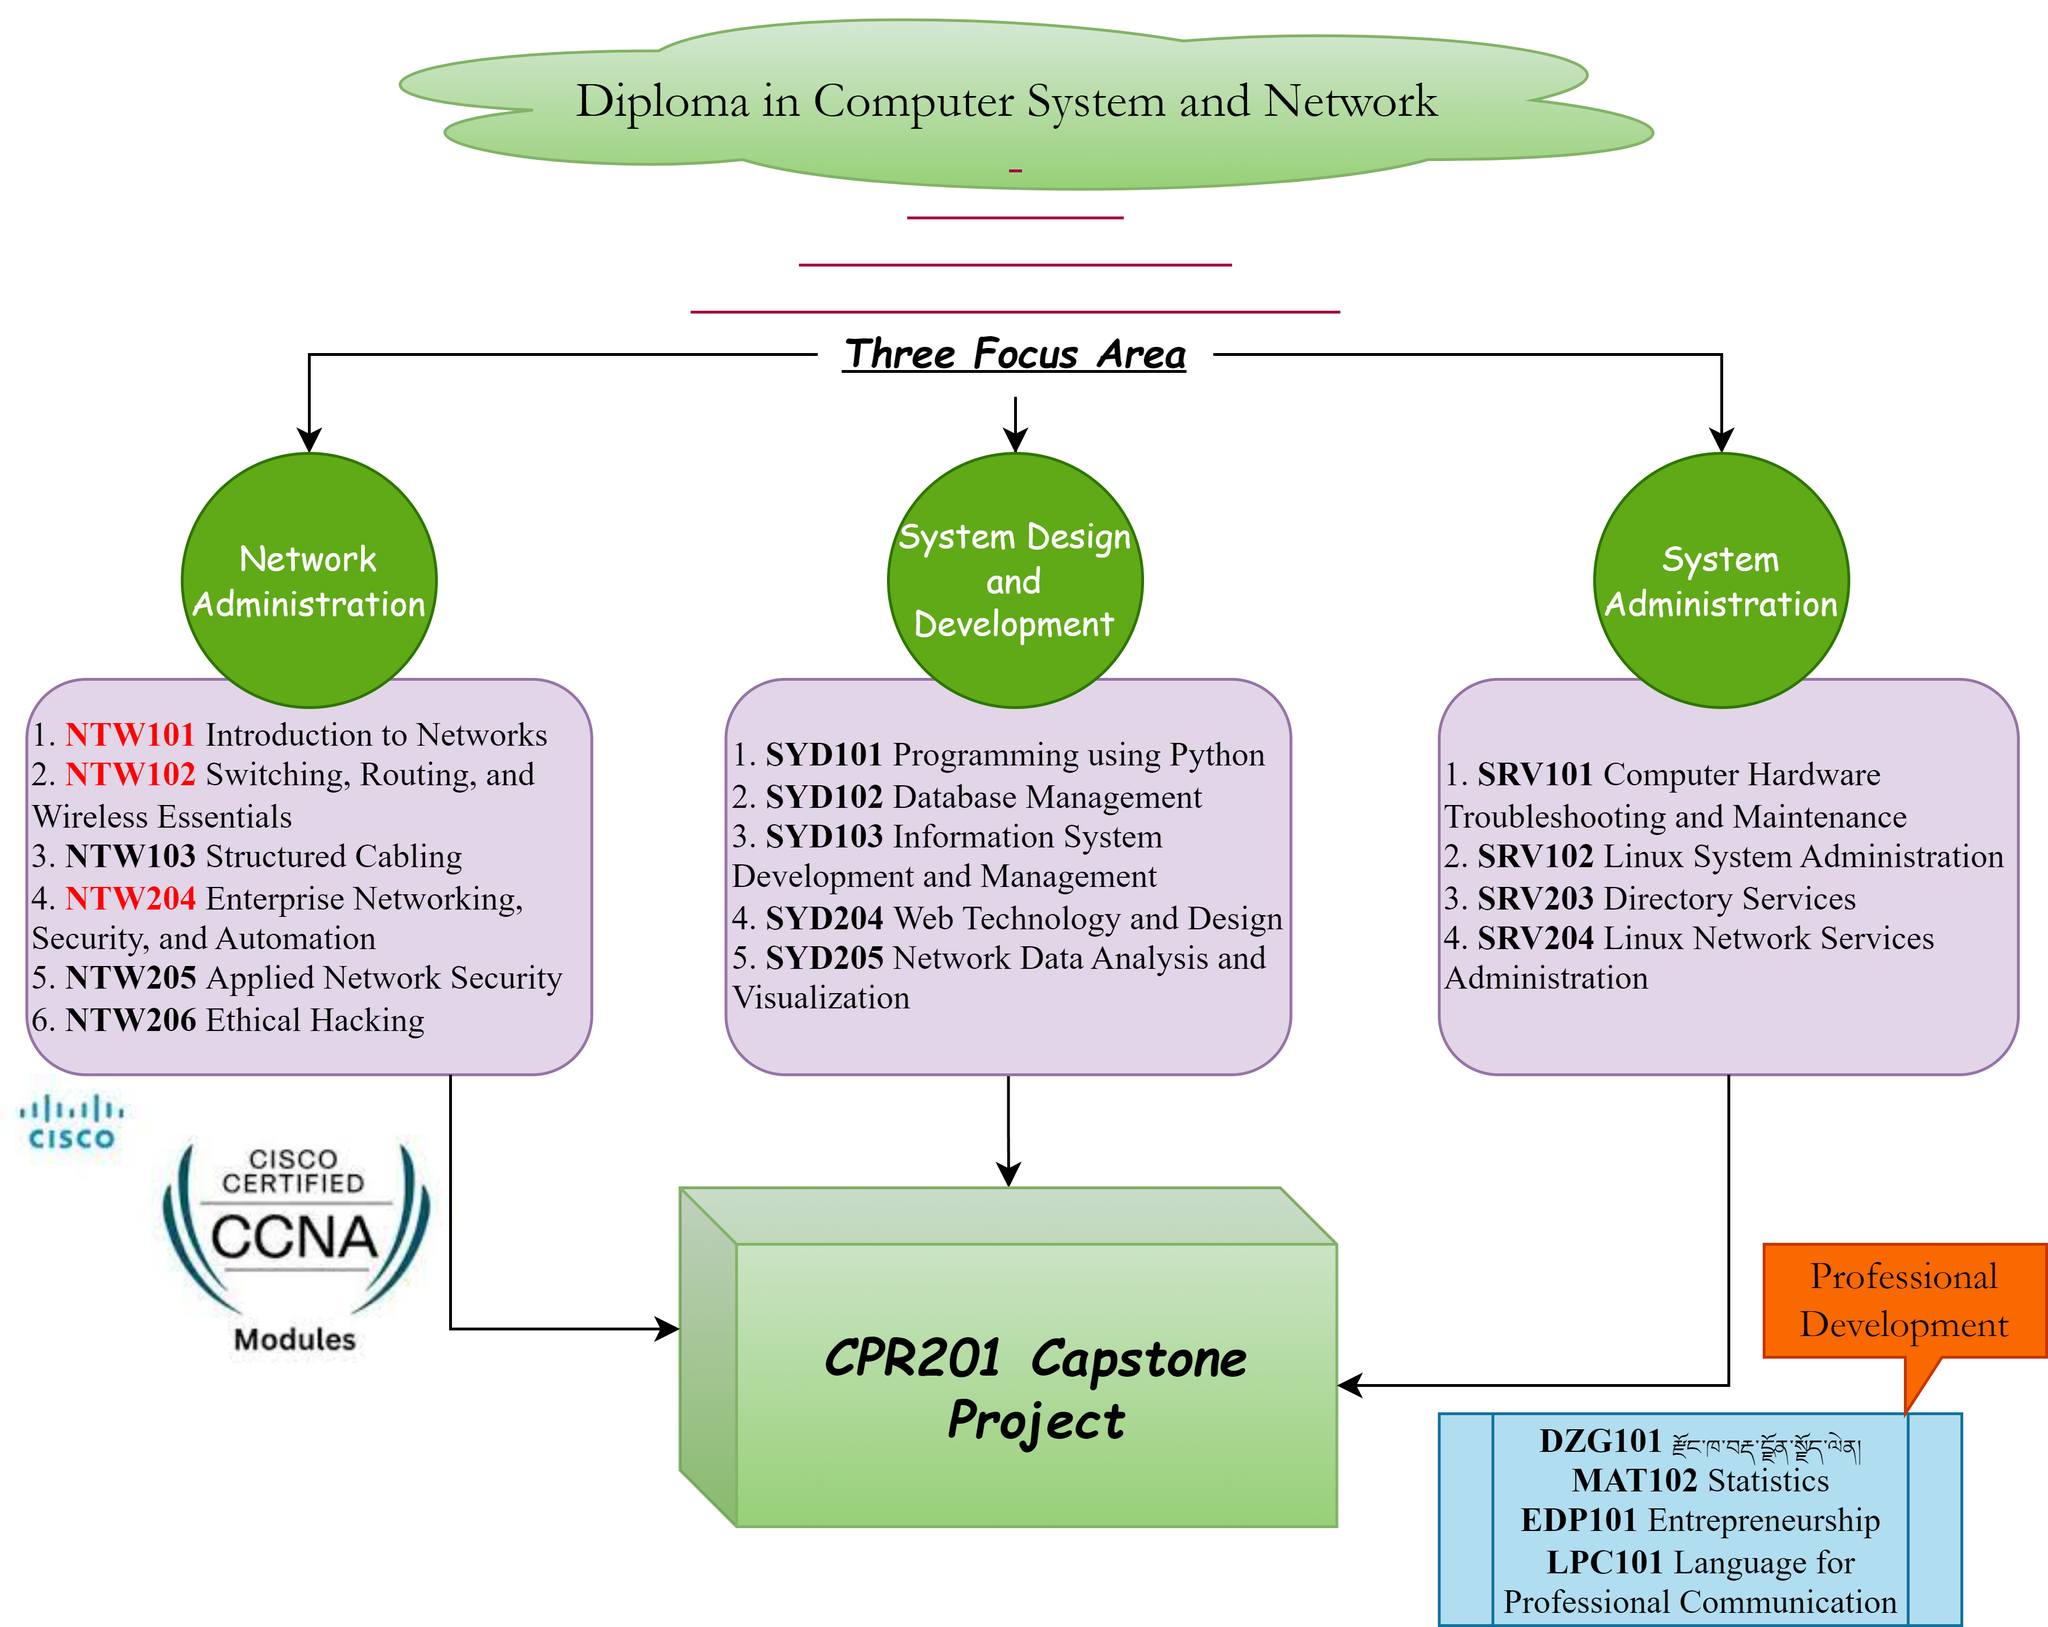 Diploma in Computer System and Network
Three Focus Area
Network
Administration
System Design
and
Development
System
Administration
1. NTW101 Introduction to Networks
2. NTW102 Switching, Routing, and
Wireless Essentials
3. NTW103 Structured Cabling
4. NTW204 Enterprise Networking,
Security, and Automation
5. NTW205 Applied Network Security
6. NTW206 Ethical Hacking
1. SYD101 Programming using Python
2. SYD102 Database Management
3. SYD103 Information System
Development and Management
4. SYD204 Web Technology and Design
5. SYD205 Network Data Analysis and
Visualization
1. SRV101 Computer Hardware
Troubleshooting and Maintenance
2. SRV102 Linux System Administration
3. SRV203 Directory Services
4. SRV204 Linux Network Services
Administration
CISCO
CISCO
CERTIFIED
CCNA
Modules
CPR201 Capstone
Project
Professional
Development
DZG101 རྫོང་ཁ་བརྡ་སྤྲོད་
MAT102 Statistics
EDP101 Entrepreneurship
LPC101 Language for
Professional Communication